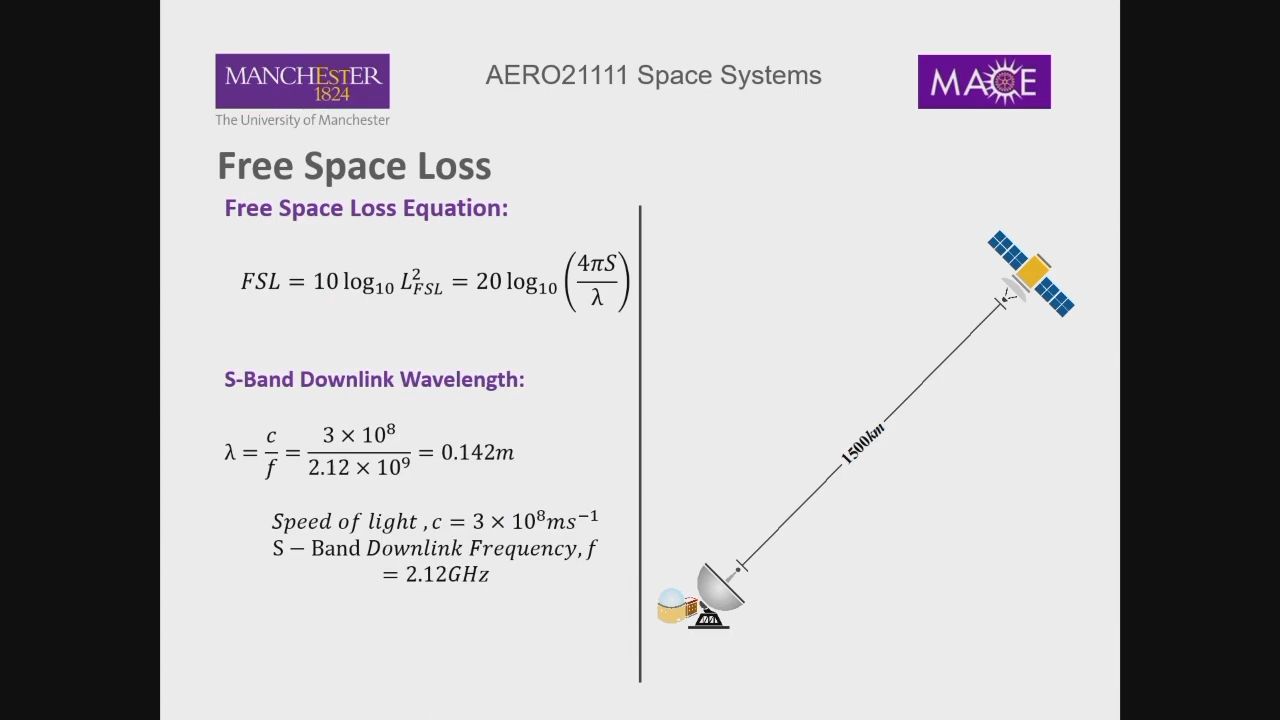 MANCHESTER
1824
The University of Manchester
AERO21111 Space Systems
MACE
Free Space Loss
Free Space Loss Equation:
FSL = 10 log₁₀ L²_FSL = 20 log₁₀ (4πS/λ)
S-Band Downlink Wavelength:
λ = c/f = 3 × 10⁸ / 2.12 × 10⁹ = 0.142m
Speed of light , c = 3 × 10⁸ms⁻¹
S − Band Downlink Frequency, f
= 2.12GHz
1500km